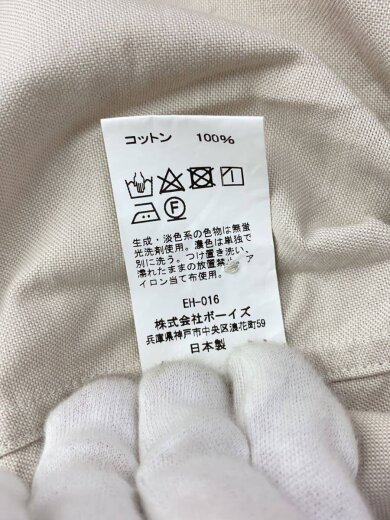 コットン 100%
生成・淡色系の色物は無蛍
光洗剤使用。濃色は単独で
別に洗う。つけ置き洗い、
濡れたままの放置禁止。ア
イロン当て布使用。
EH-016
株式会社ボーイズ
兵庫県神戸市中央区浪花町59
日本製